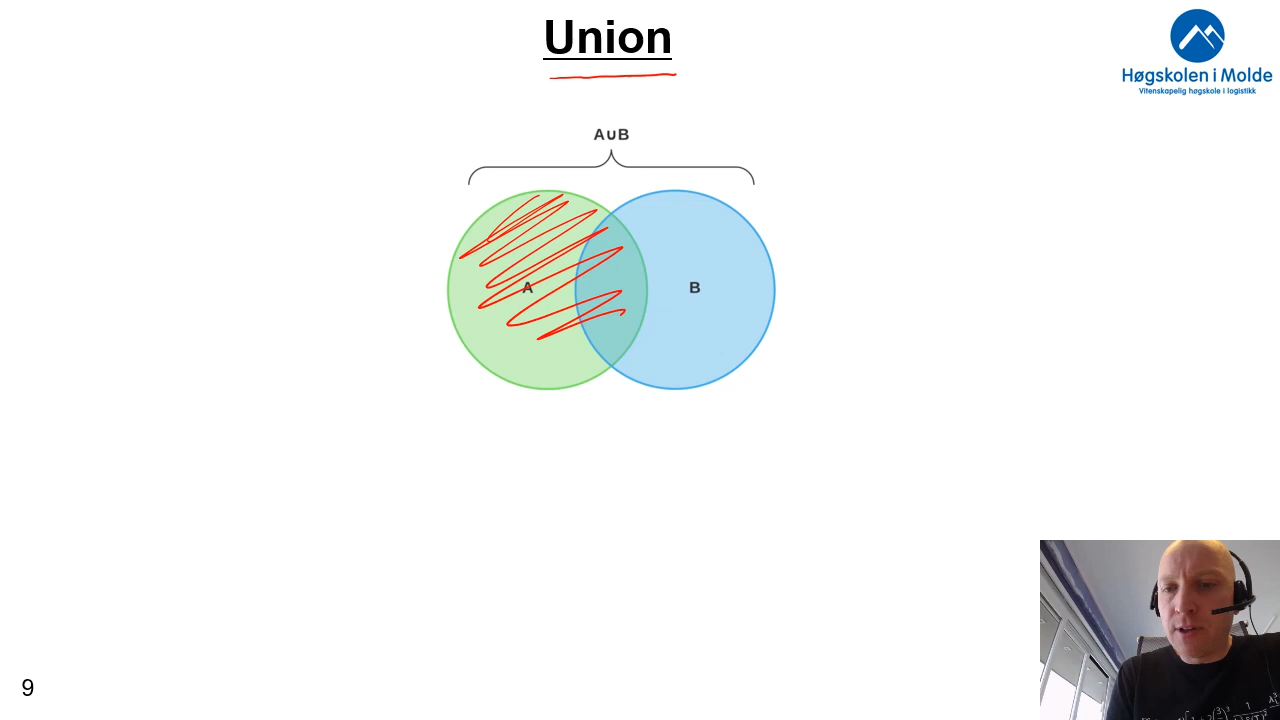 Union
Høgskolen i Molde
Vitenskapelig høgskole i logistikk
A∪B
A
B
9